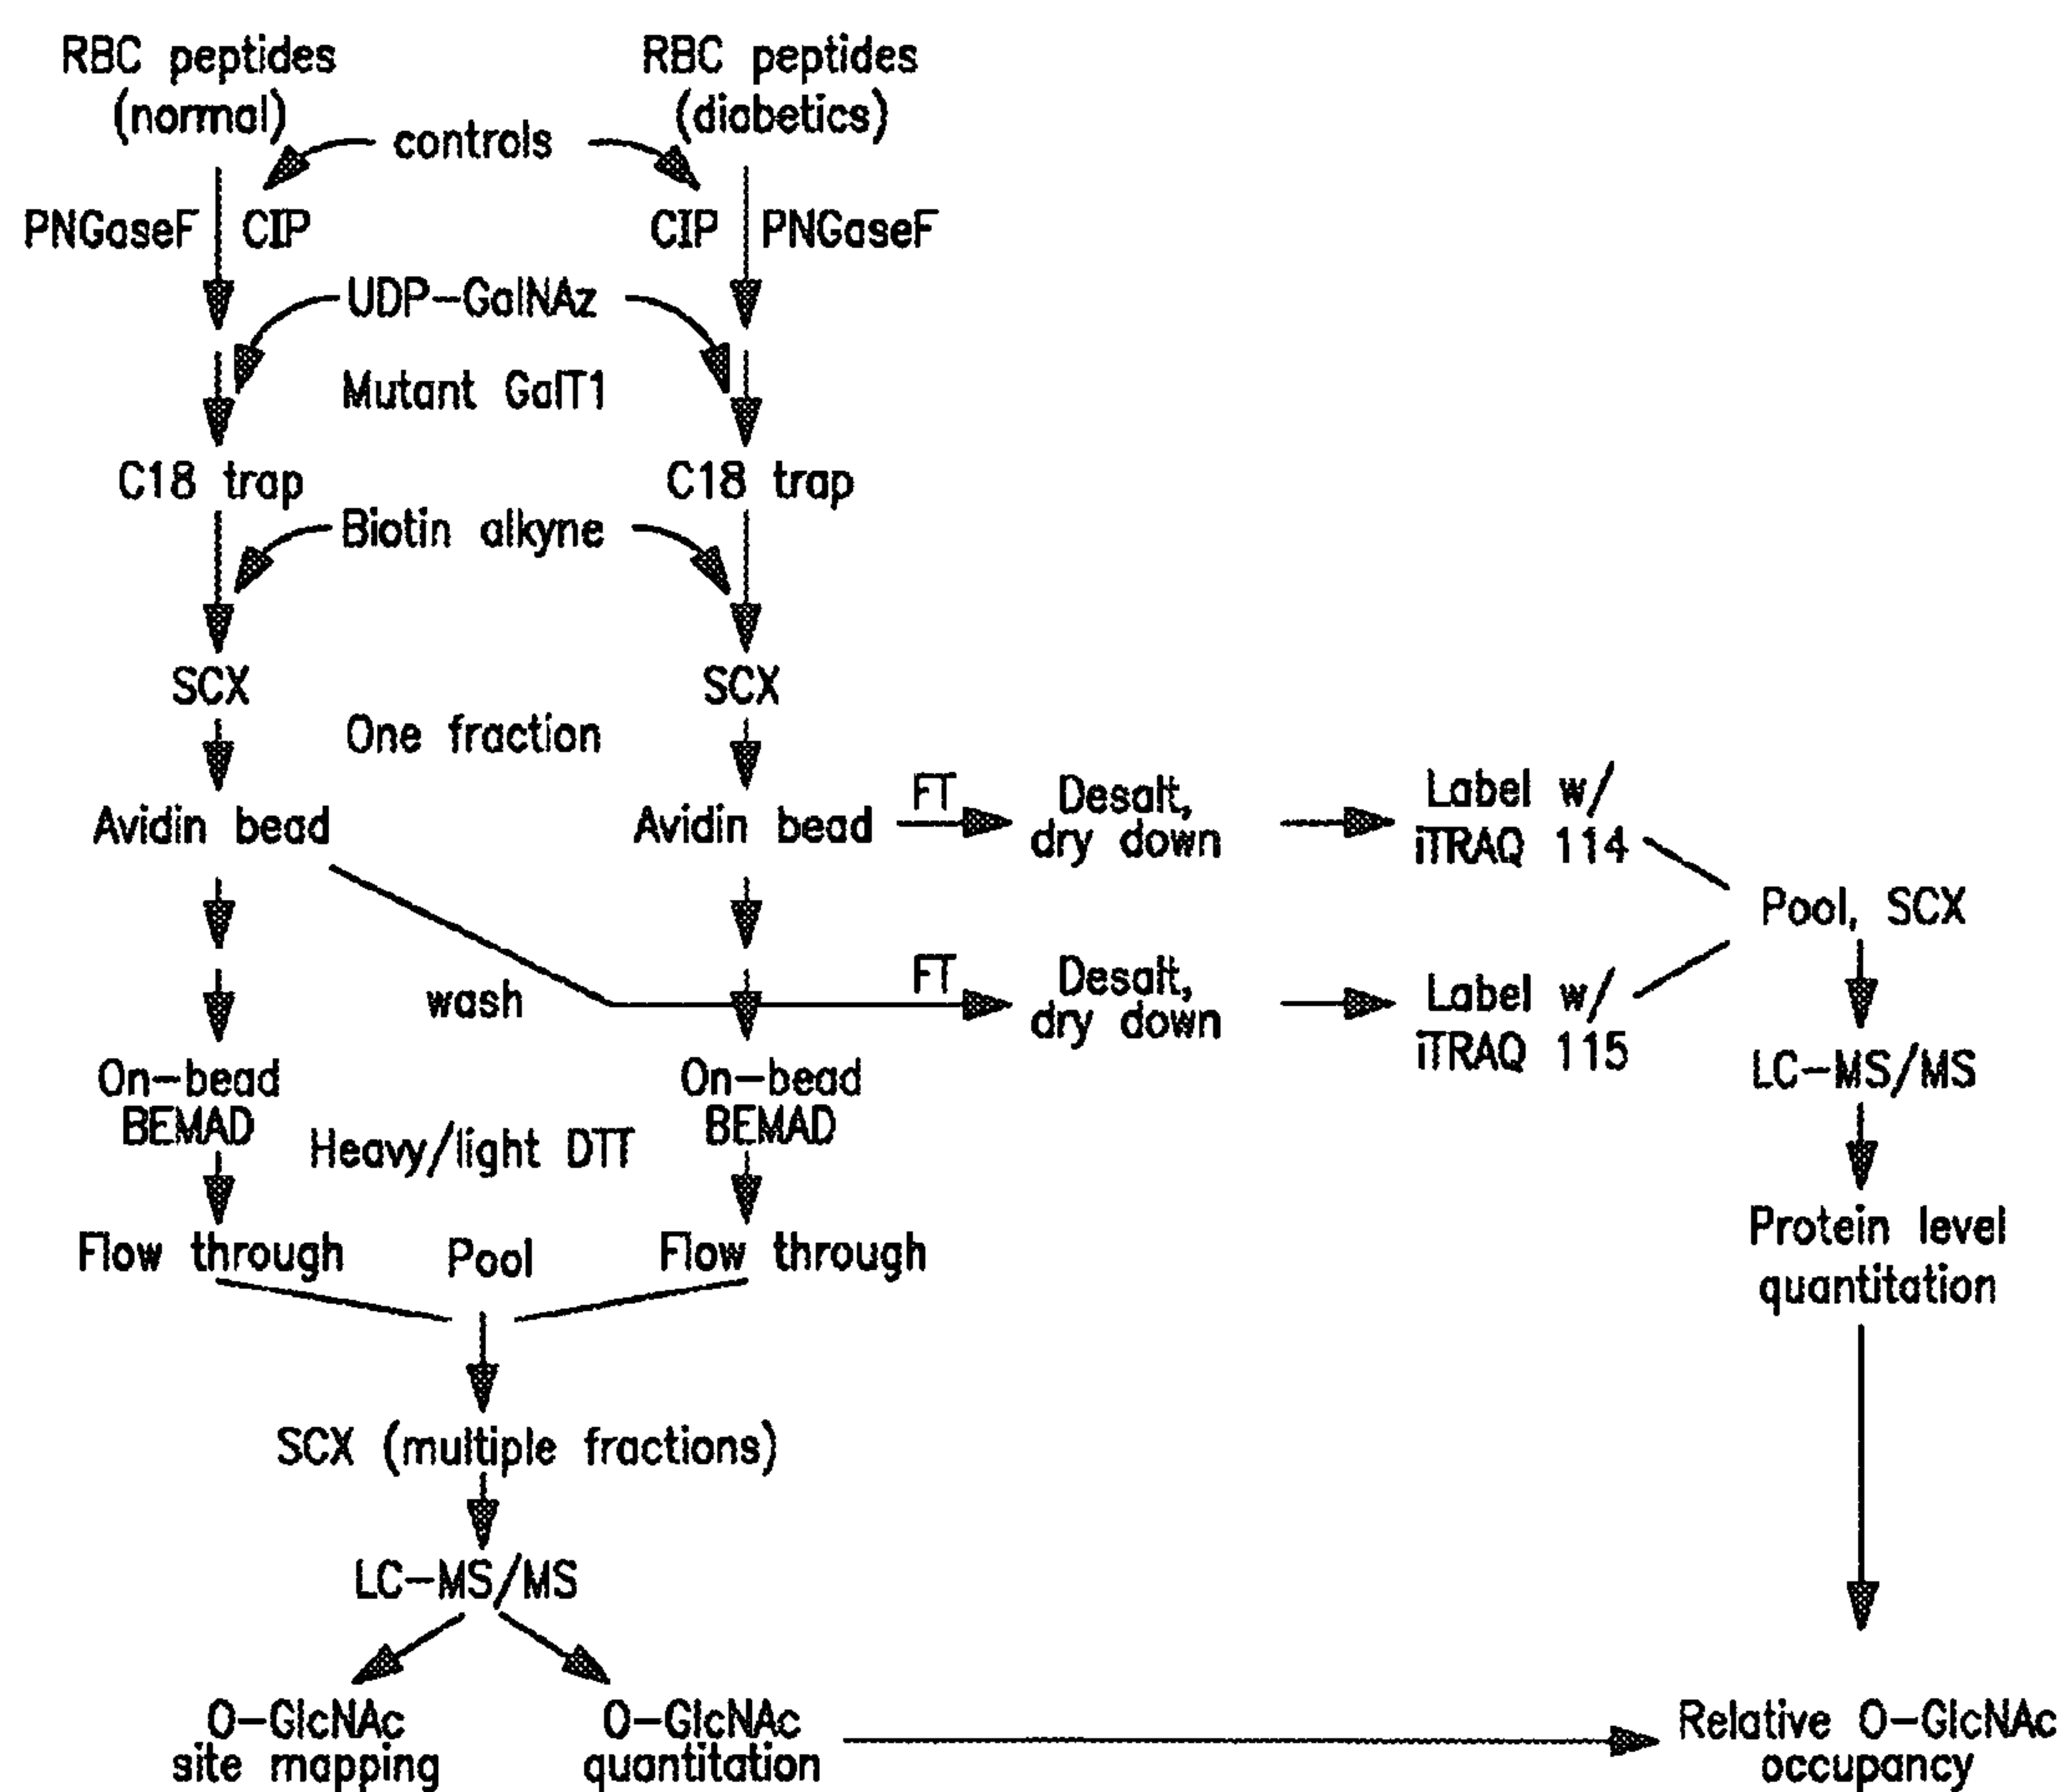 RBC peptides
(normal)
RBC peptides
(diabetics)
controls
PNGaseF
CIP
CIP
PNGaseF
UDP-GalNAz
Mutant GalT1
C18 trap
C18 trap
Biotin alkyne
SCX
SCX
One fraction
Avidin bead
Avidin bead
FT
Desalt,
dry down
Label w/
iTRAQ 114
Pool, SCX
wash
FT
Desalt,
dry down
Label w/
iTRAQ 115
LC-MS/MS
On-bead
BEMAD
On-bead
BEMAD
Heavy/light DTT
Flow through
Pool
Flow through
Protein level
quantitation
SCX (multiple fractions)
LC-MS/MS
O-GlcNAc
site mapping
O-GlcNAc
quantitation
Relative O-GlcNAc
occupancy